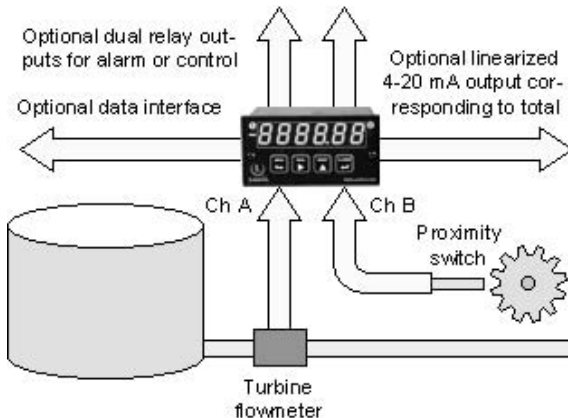 Optional dual relay out-
puts for alarm or control
Optional linearized
4-20 mA output cor-
responding to total
Optional data interface
888888
Ch A
Ch B
Proximity
switch
Turbine
flowmeter